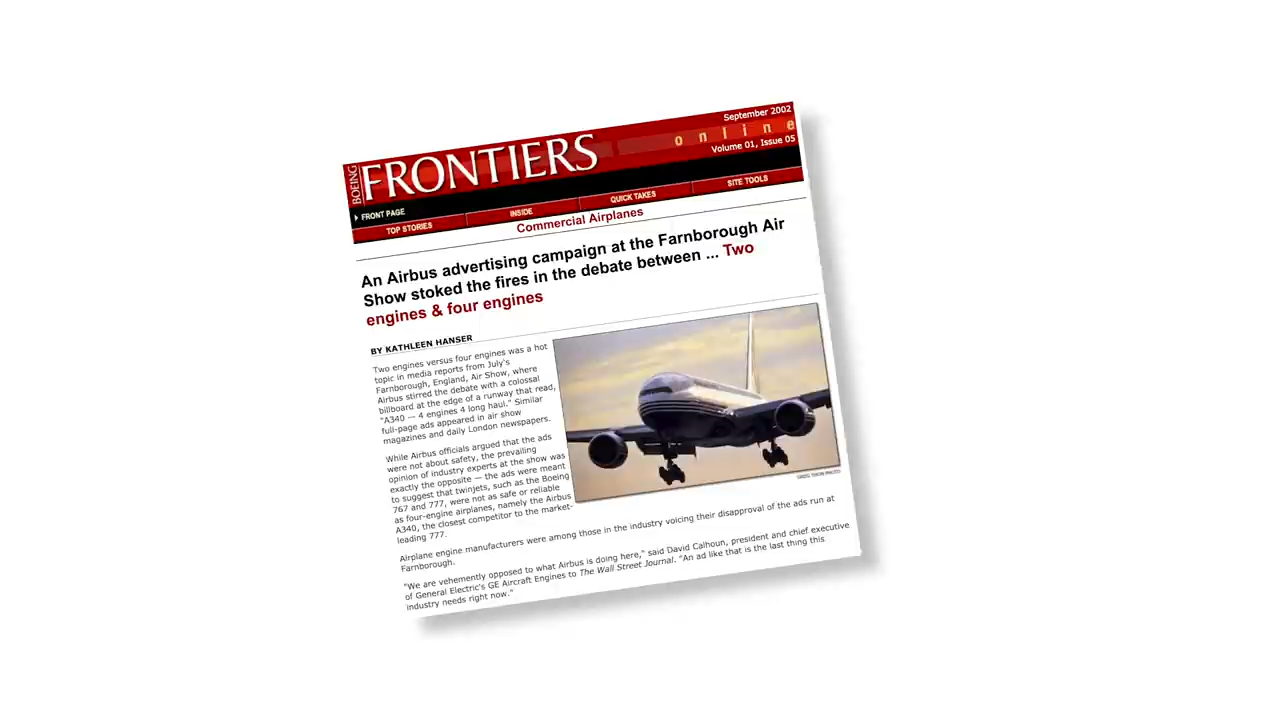 September 2002
online
Volume 01, Issue 05
BOEING FRONTIERS
FRONT PAGE
TOP STORIES INSIDE QUICK TAKES SITE TOOLS
Commercial Airplanes
An Airbus advertising campaign at the Farnborough Air
Show stoked the fires in the debate between ... Two
engines & four engines
BY KATHLEEN HANSER
Two engines versus four engines was a hot
topic in media reports from July's
Farnborough, England, Air Show, where
Airbus stirred the debate with a colossal
billboard at the edge of a runway that read,
"A340 — 4 engines 4 long haul." Similar
full-page ads appeared in air show
magazines and daily London newspapers.
While Airbus officials argued that the ads
were not about safety, the prevailing
opinion of industry experts at the show was
exactly the opposite — the ads were meant
to suggest that twinjets, such as the Boeing
767 and 777, were not as safe or reliable
as four-engine airplanes, namely the Airbus
A340, the closest competitor to the market-
leading 777.
Airplane engine manufacturers were among those in the industry voicing their disapproval of the ads run at
Farnborough.
"We are vehemently opposed to what Airbus is doing here," said David Calhoun, president and chief executive
of General Electric's GE Aircraft Engines to The Wall Street Journal. "An ad like that is the last thing this
industry needs right now."